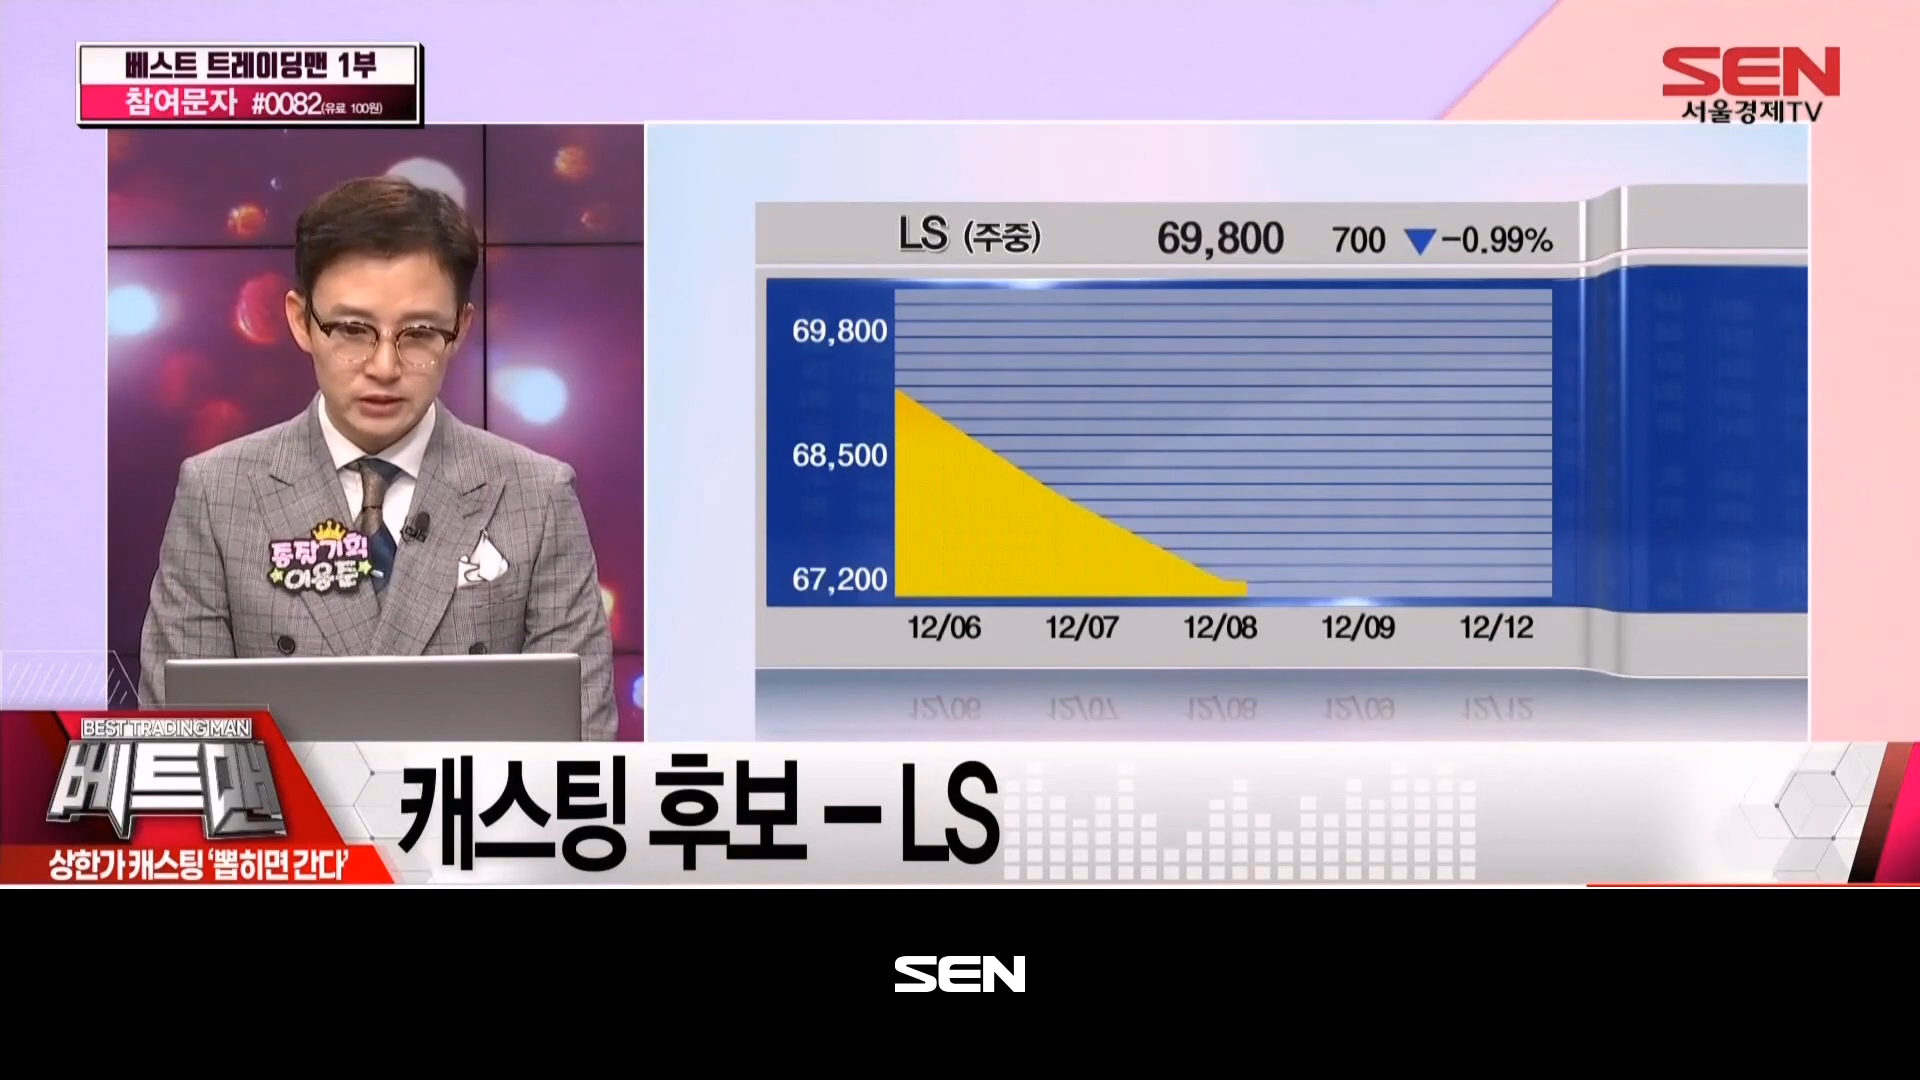 베스트 트레이딩맨 1부
참여문자 #0082(유료 100원)
SEN
서울경제TV
LS (주중) 69,800 700 ▼-0.99%
69,800
68,500
67,200
12/06 12/07 12/08 12/09 12/12
이용훈
BEST TRADING MAN
베트맨
상한가 캐스팅 '뽑히면 간다'
캐스팅 후보 - LS
SEN